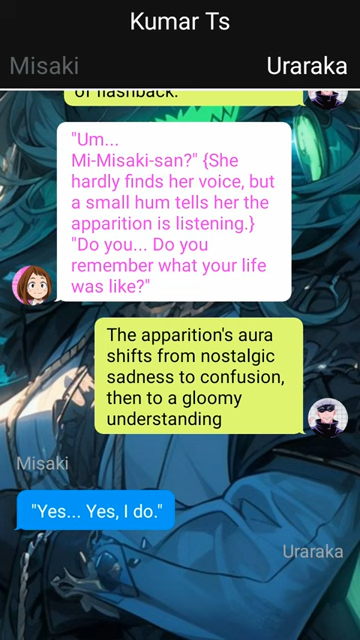 Kumar Ts
Misaki
Uraraka
of flashback.
"Um...
Mi-Misaki-san?" {She
hardly finds her voice, but
a small hum tells her the
apparition is listening.}
"Do you... Do you
remember what your life
was like?"
The apparition's aura
shifts from nostalgic
sadness to confusion,
then to a gloomy
understanding
Misaki
"Yes... Yes, I do."
Uraraka